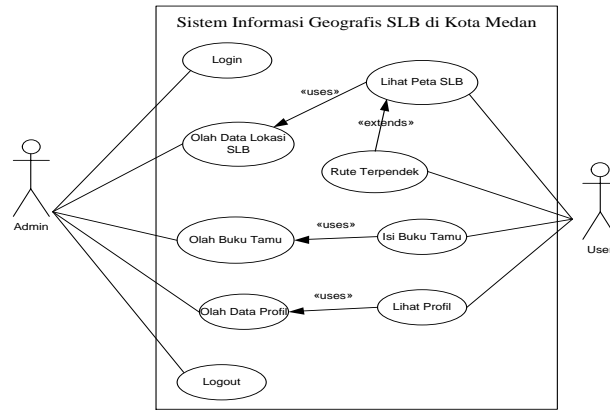 Sistem Informasi Geografis SLB di Kota Medan
Login
Lihat Peta SLB
«uses»
«extends»
Olah Data Lokasi
SLB
Rute Terpendek
Admin
User
Olah Buku Tamu
«uses»
Isi Buku Tamu
«uses»
Olah Data Profil
Lihat Profil
Logout